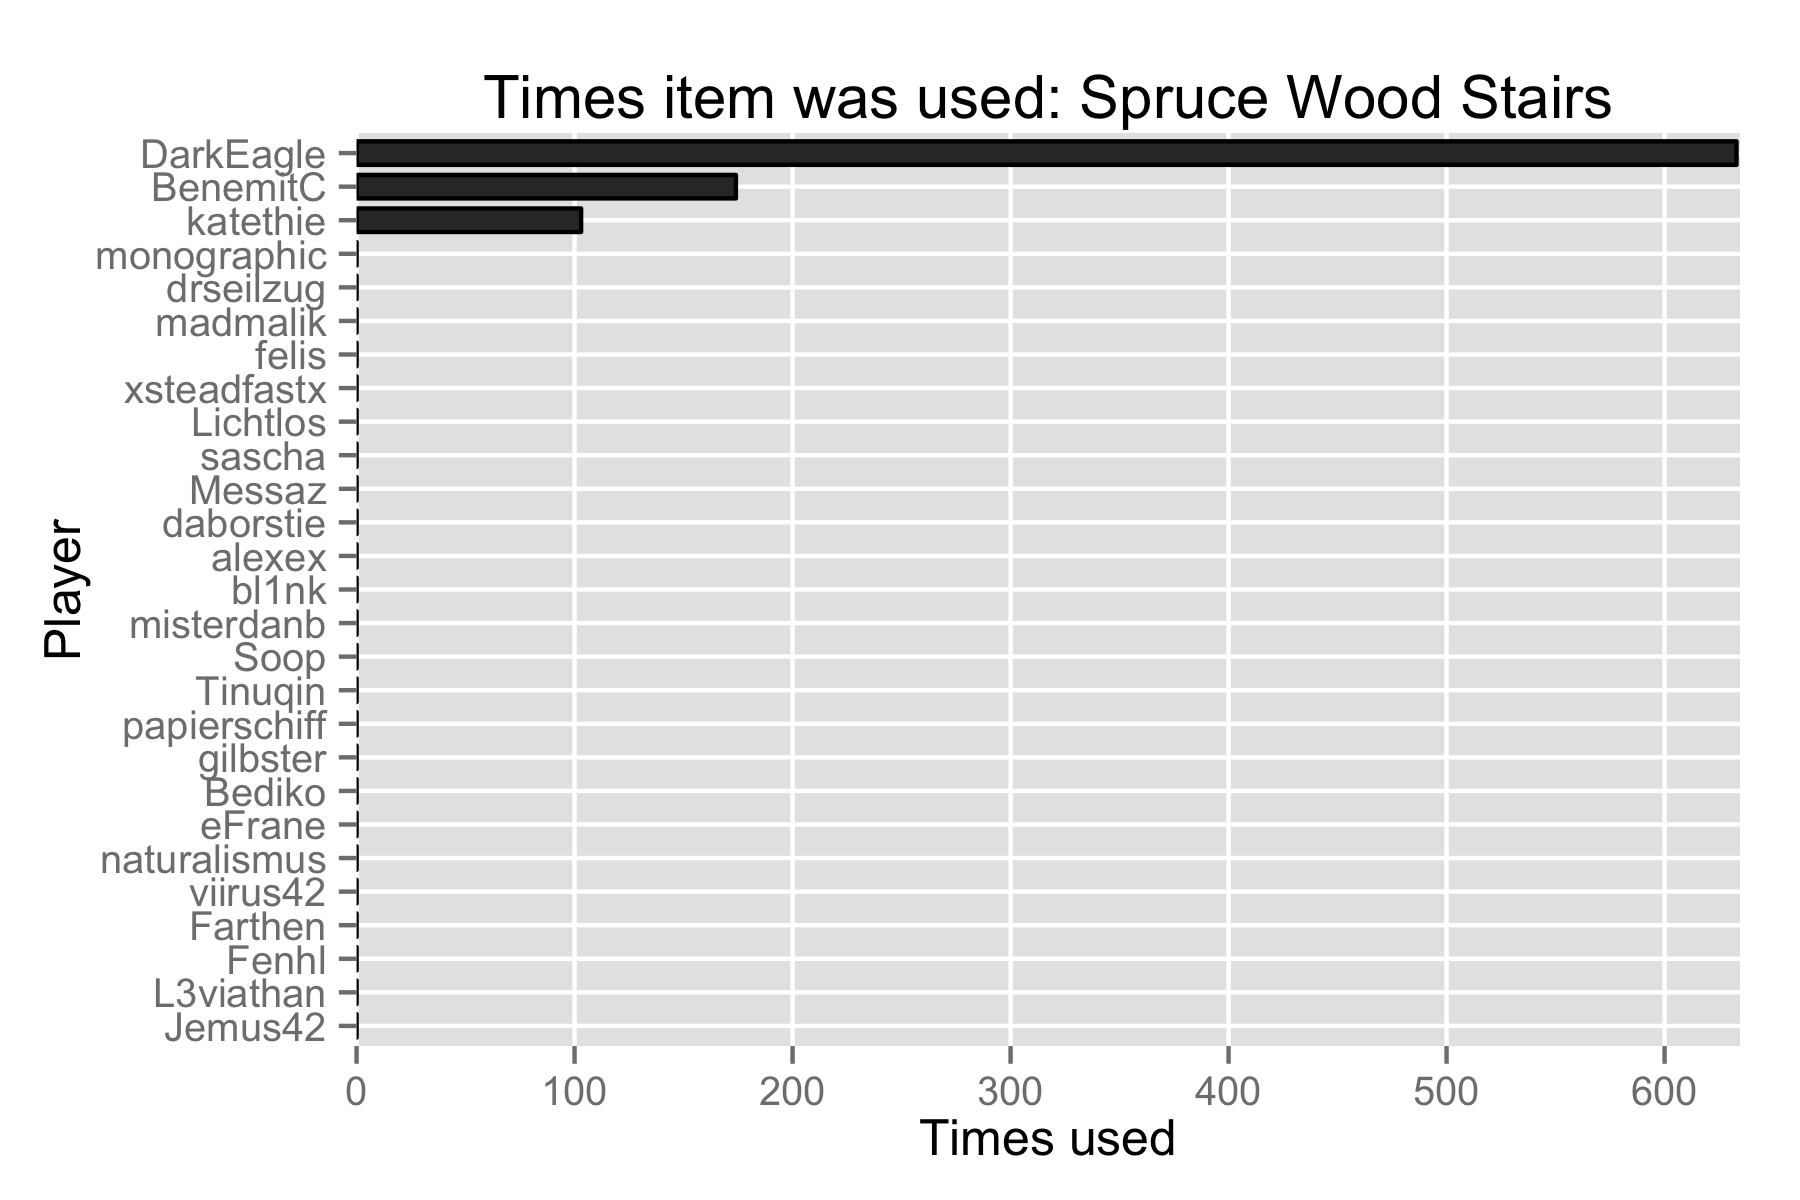 Times item was used: Spruce Wood Stairs
DarkEagle
BenemitC
katethie
monographic
drseilzug
madmalik
felis
xsteadfastx
Lichtlos
sascha
Messaz
daborstie
alexex
bl1nk
misterdanb
Soop
Tinuqin
papierschiff
gilbster
Bediko
eFrane
naturalismus
viirus42
Farthen
Fenhl
L3viathan
Jemus42
Player
0 100 200 300 400 500 600
Times used